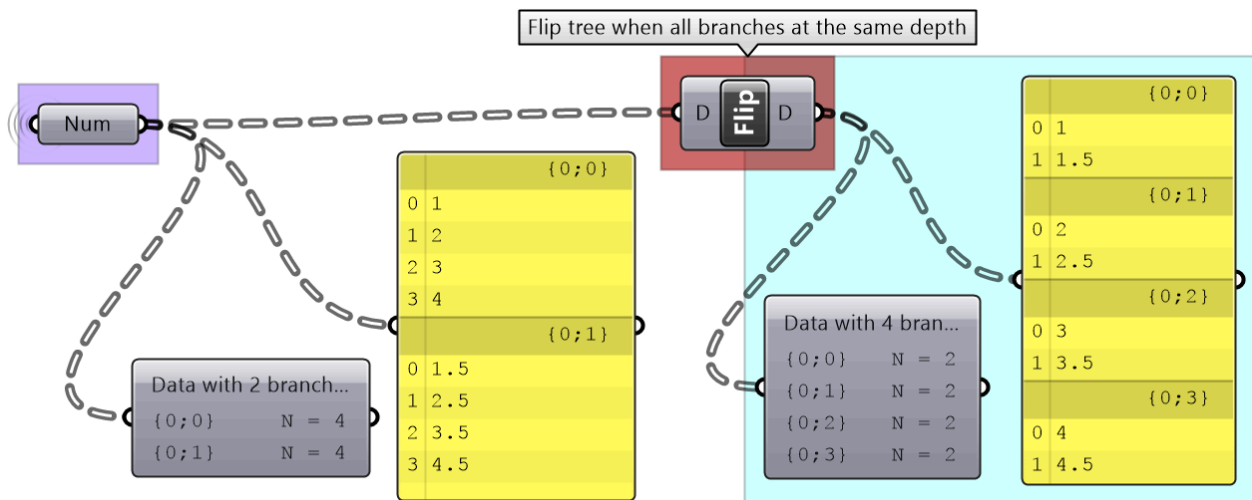 Flip tree when all branches at the same depth
Num
D Flip D
{0;0}
0 1
1 2
2 3
3 4
{0;1}
0 1.5
1 2.5
2 3.5
3 4.5
Data with 2 branch...
{0;0} N = 4
{0;1} N = 4
Data with 4 bran...
{0;0} N = 2
{0;1} N = 2
{0;2} N = 2
{0;3} N = 2
{0;0}
0 1
1 1.5
{0;1}
0 2
1 2.5
{0;2}
0 3
1 3.5
{0;3}
0 4
1 4.5